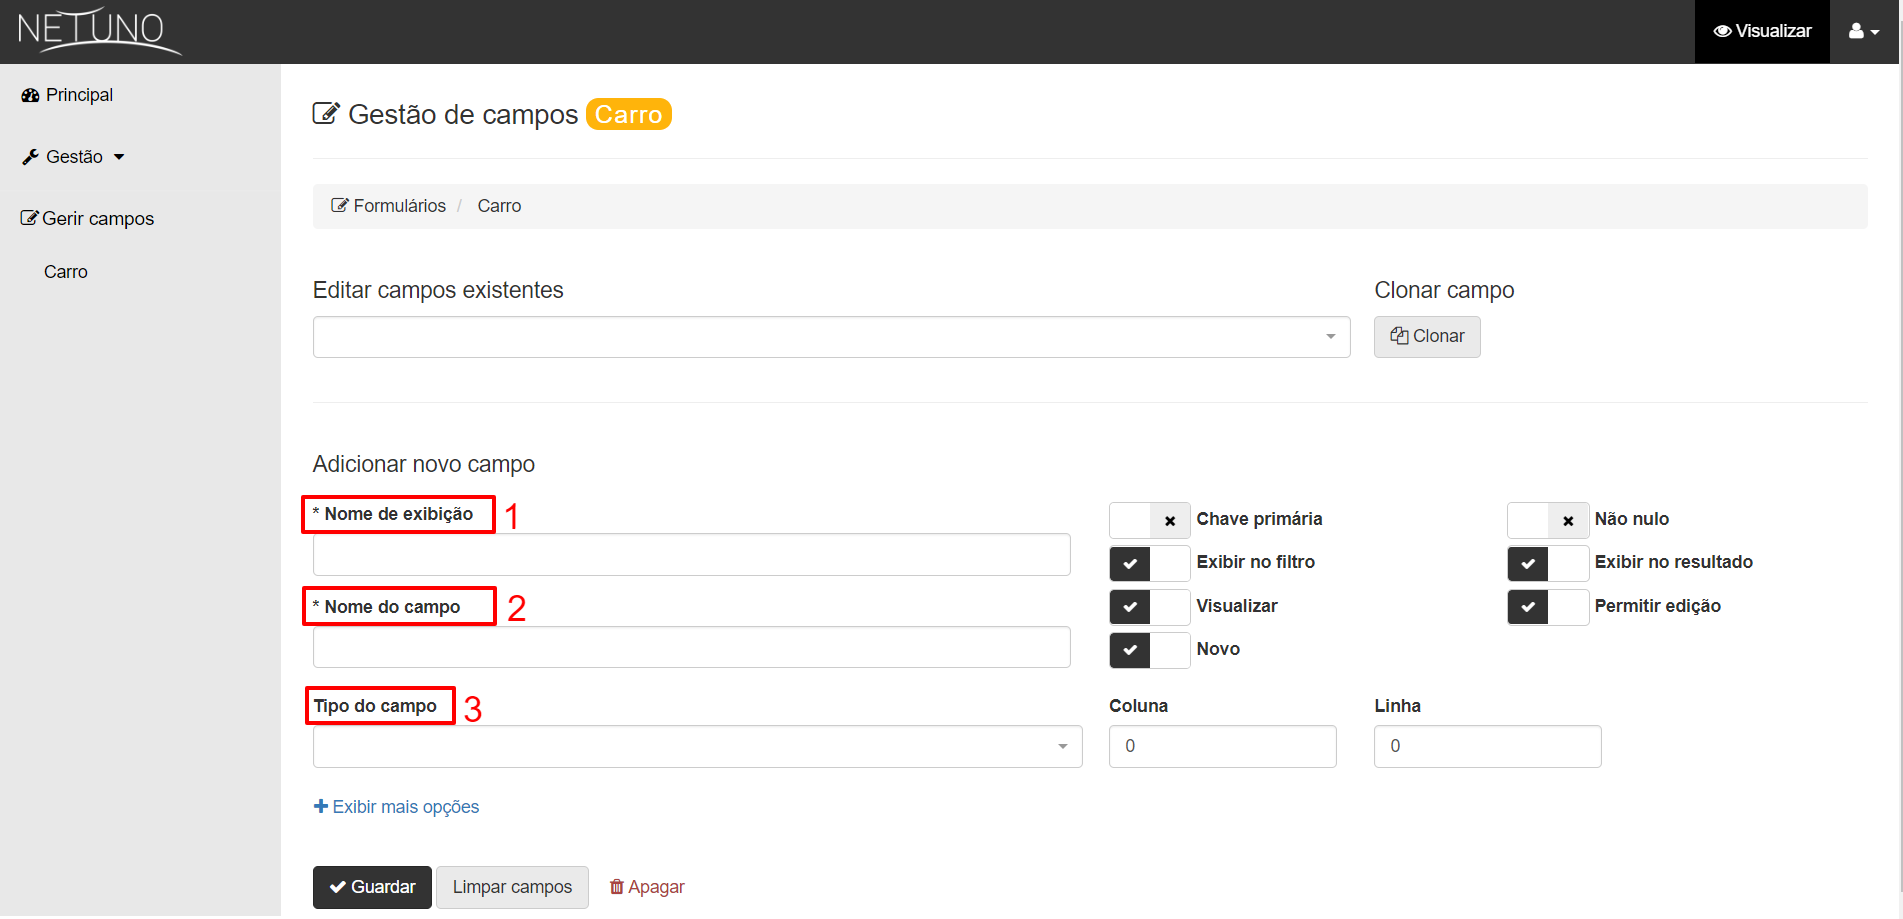 NETUNO
Visualizar
Principal
Gestão
Gerir campos
Carro
Gestão de campos Carro
Formulários / Carro
Editar campos existentes
Clonar campo
Clonar
Adicionar novo campo
* Nome de exibição 1
Chave primária
Não nulo
Exibir no filtro
Exibir no resultado
* Nome do campo 2
Visualizar
Permitir edição
Novo
Tipo do campo 3
Coluna
Linha
0
0
Exibir mais opções
Guardar
Limpar campos
Apagar